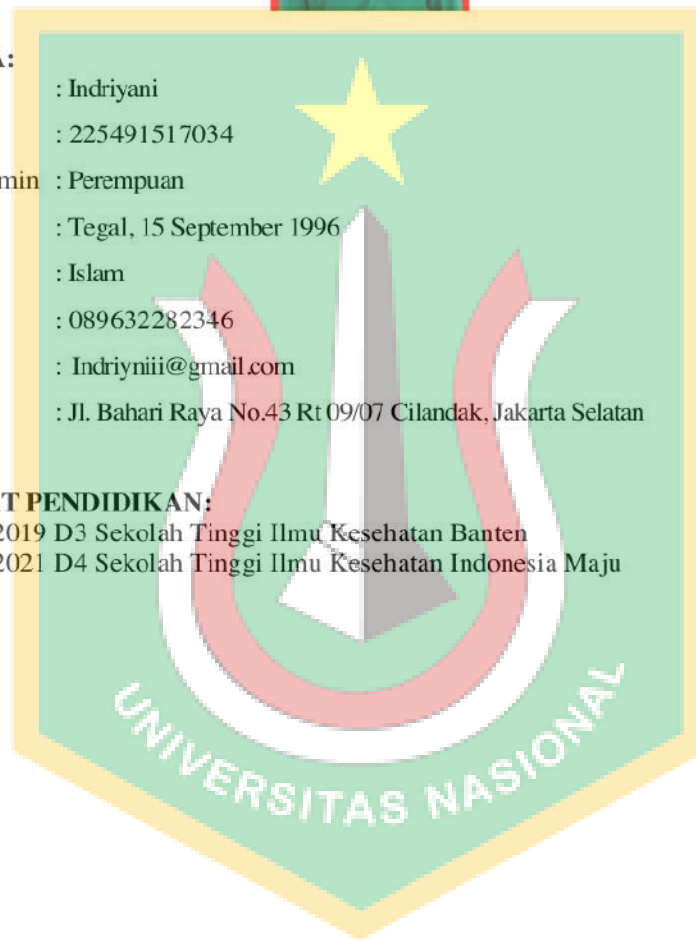 A:
: Indriyani
: 225491517034
min : Perempuan
: Tegal, 15 September 1996
: Islam
: 089632282346
: Indriyniii@gmail.com
: Jl. Bahari Raya No.43 Rt 09/07 Cilandak, Jakarta Selatan
T PENDIDIKAN:
2019 D3 Sekolah Tinggi Ilmu Kesehatan Banten
2021 D4 Sekolah Tinggi Ilmu Kesehatan Indonesia Maju
UNIVERSITAS NASIONAL